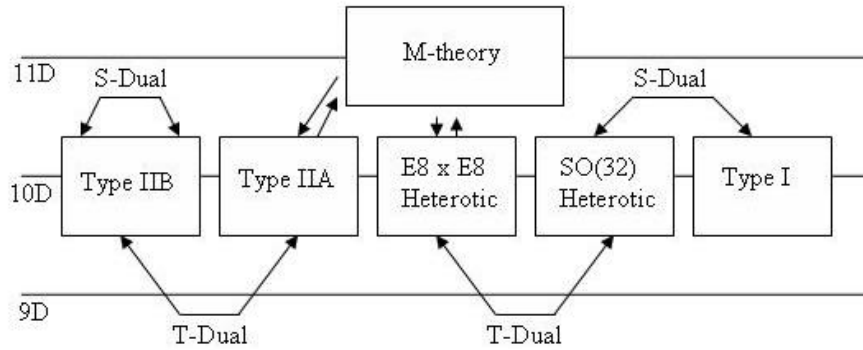 M-theory
11D
S-Dual
S-Dual
Type IIB
Type IIA
E8 x E8
Heterotic
SO(32)
Heterotic
Type I
10D
9D
T-Dual
T-Dual